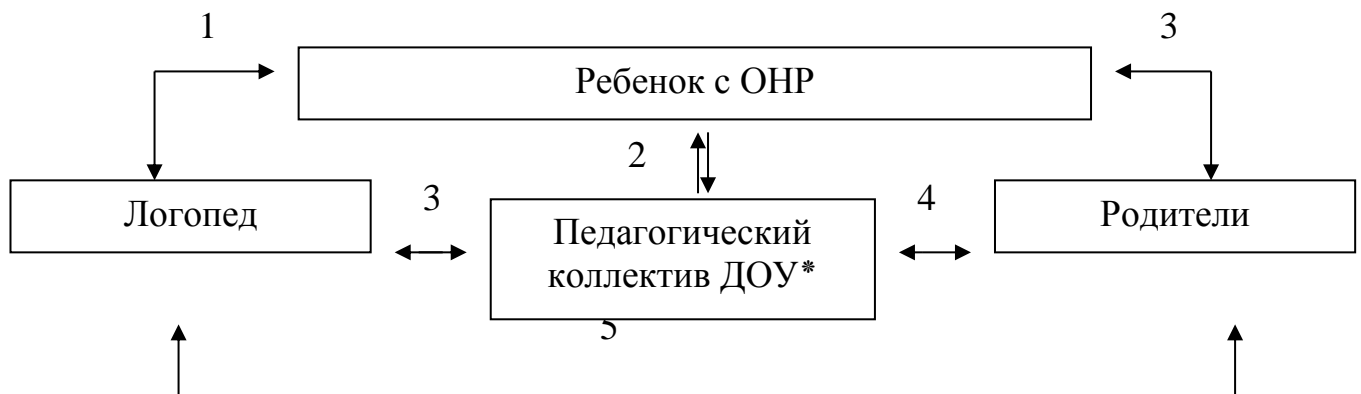 1
3
Ребенок с ОНР
2
Логопед
3
Педагогический
коллектив ДОУ*
4
Родители
5